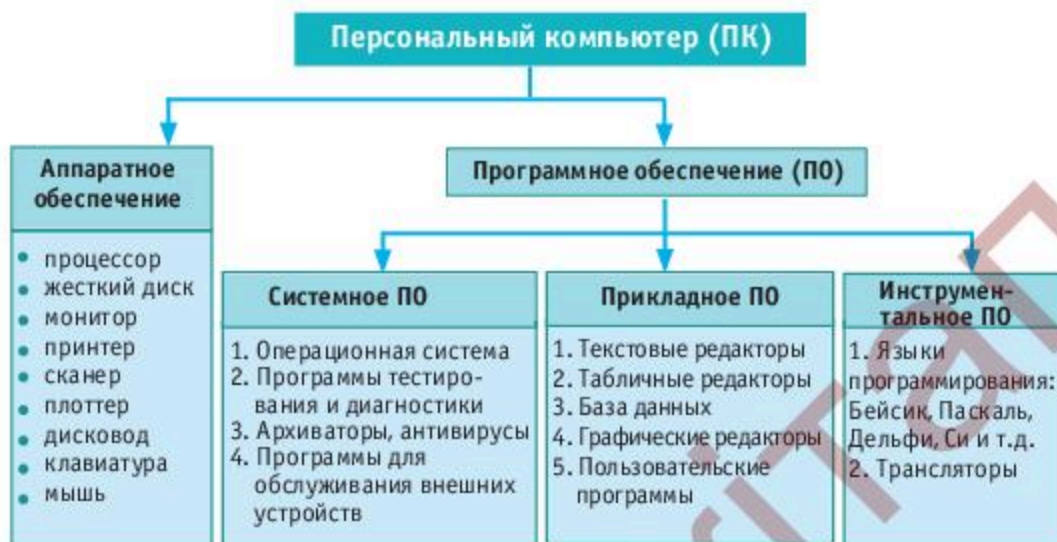 Персональный компьютер (ПК)
Аппаратное
обеспечение
• процессор
• жесткий диск
• монитор
• принтер
• сканер
• плоттер
• дисковод
• клавиатура
• мышь
Программное обеспечение (ПО)
Системное ПО
1. Операционная система
2. Программы тестиро-
вания и диагностики
3. Архиваторы, антивирусы
4. Программы для
обслуживания внешних
устройств
Прикладное ПО
1. Текстовые редакторы
2. Табличные редакторы
3. База данных
4. Графические редакторы
5. Пользовательские
программы
Инструмен-
тальное ПО
1. Языки
программирования:
Бейсик, Паскаль,
Дельфи, Си и т.д.
2. Трансляторы